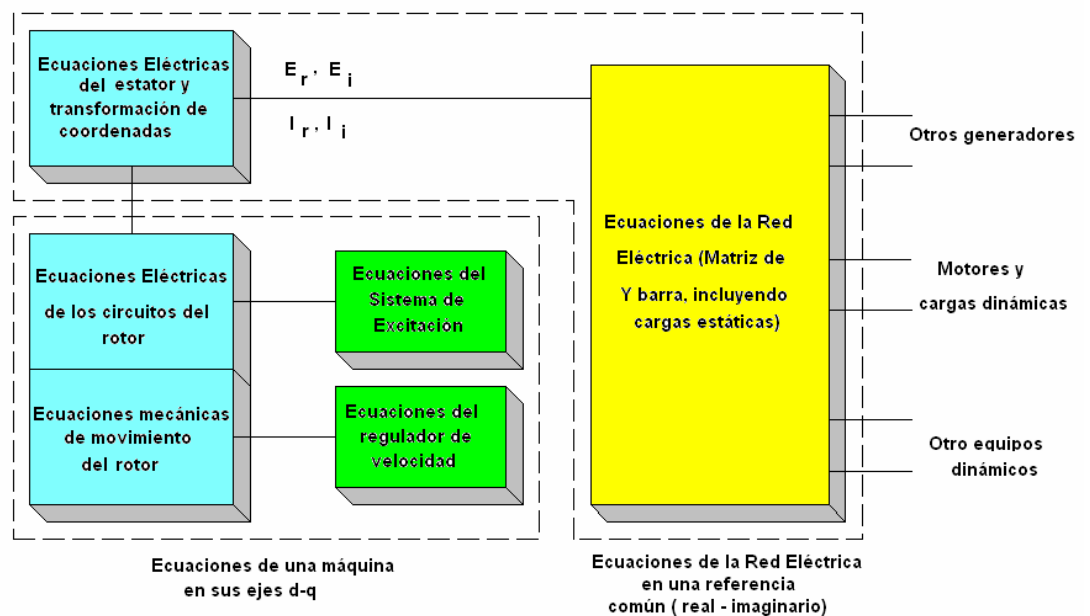 Ecuaciones Eléctricas
del estator y
transformación de
coordenadas
E r , E i
I r , I i
Otros generadores
Ecuaciones Eléctricas
de los circuitos del
rotor
Ecuaciones del
Sistema de
Excitación
Ecuaciones de la Red
Eléctrica (Matriz de
Y barra, incluyendo
cargas estáticas)
Motores y
cargas dinámicas
Ecuaciones mecánicas
de movimiento
del rotor
Ecuaciones del
regulador de
velocidad
Otro equipos
dinámicos
Ecuaciones de una máquina
en sus ejes d-q
Ecuaciones de la Red Eléctrica
en una referencia
común ( real - imaginario)